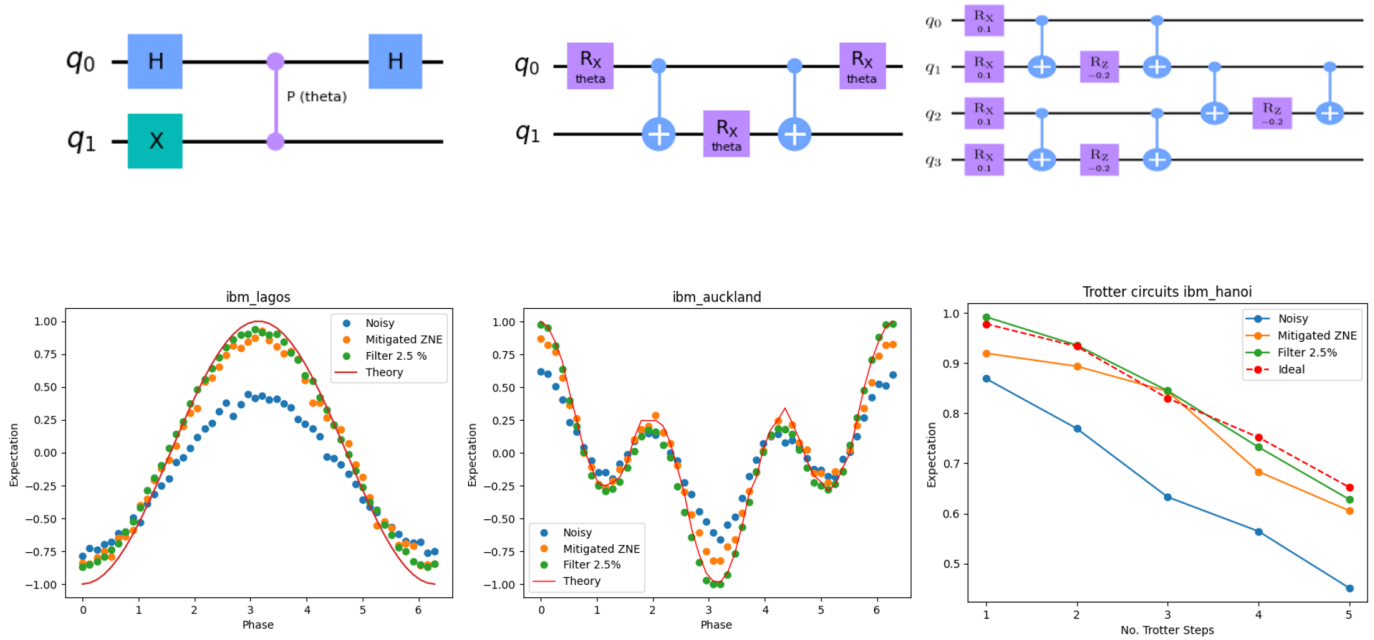 q0 H H
P (theta)
q1 X
q0 RX theta RX theta
q1 RX theta
q0 RX 0.1
q1 RX 0.1 RZ −0.2
q2 RX 0.1 RZ −0.2
q3 RX 0.1 RZ −0.2
ibm_lagos
Expectation
1.00
0.75
0.50
0.25
0.00
−0.25
−0.50
−0.75
−1.00
Noisy
Mitigated ZNE
Filter 2.5 %
Theory
0 1 2 3 4 5 6
Phase
ibm_auckland
Expectation
1.00
0.75
0.50
0.25
0.00
−0.25
−0.50
−0.75
−1.00
Noisy
Mitigated ZNE
Filter 2.5%
Theory
0 1 2 3 4 5 6
Phase
Trotter circuits ibm_hanoi
Expectation
1.0
0.9
0.8
0.7
0.6
0.5
Noisy
Mitigated ZNE
Filter 2.5%
Ideal
1 2 3 4 5
No. Trotter Steps